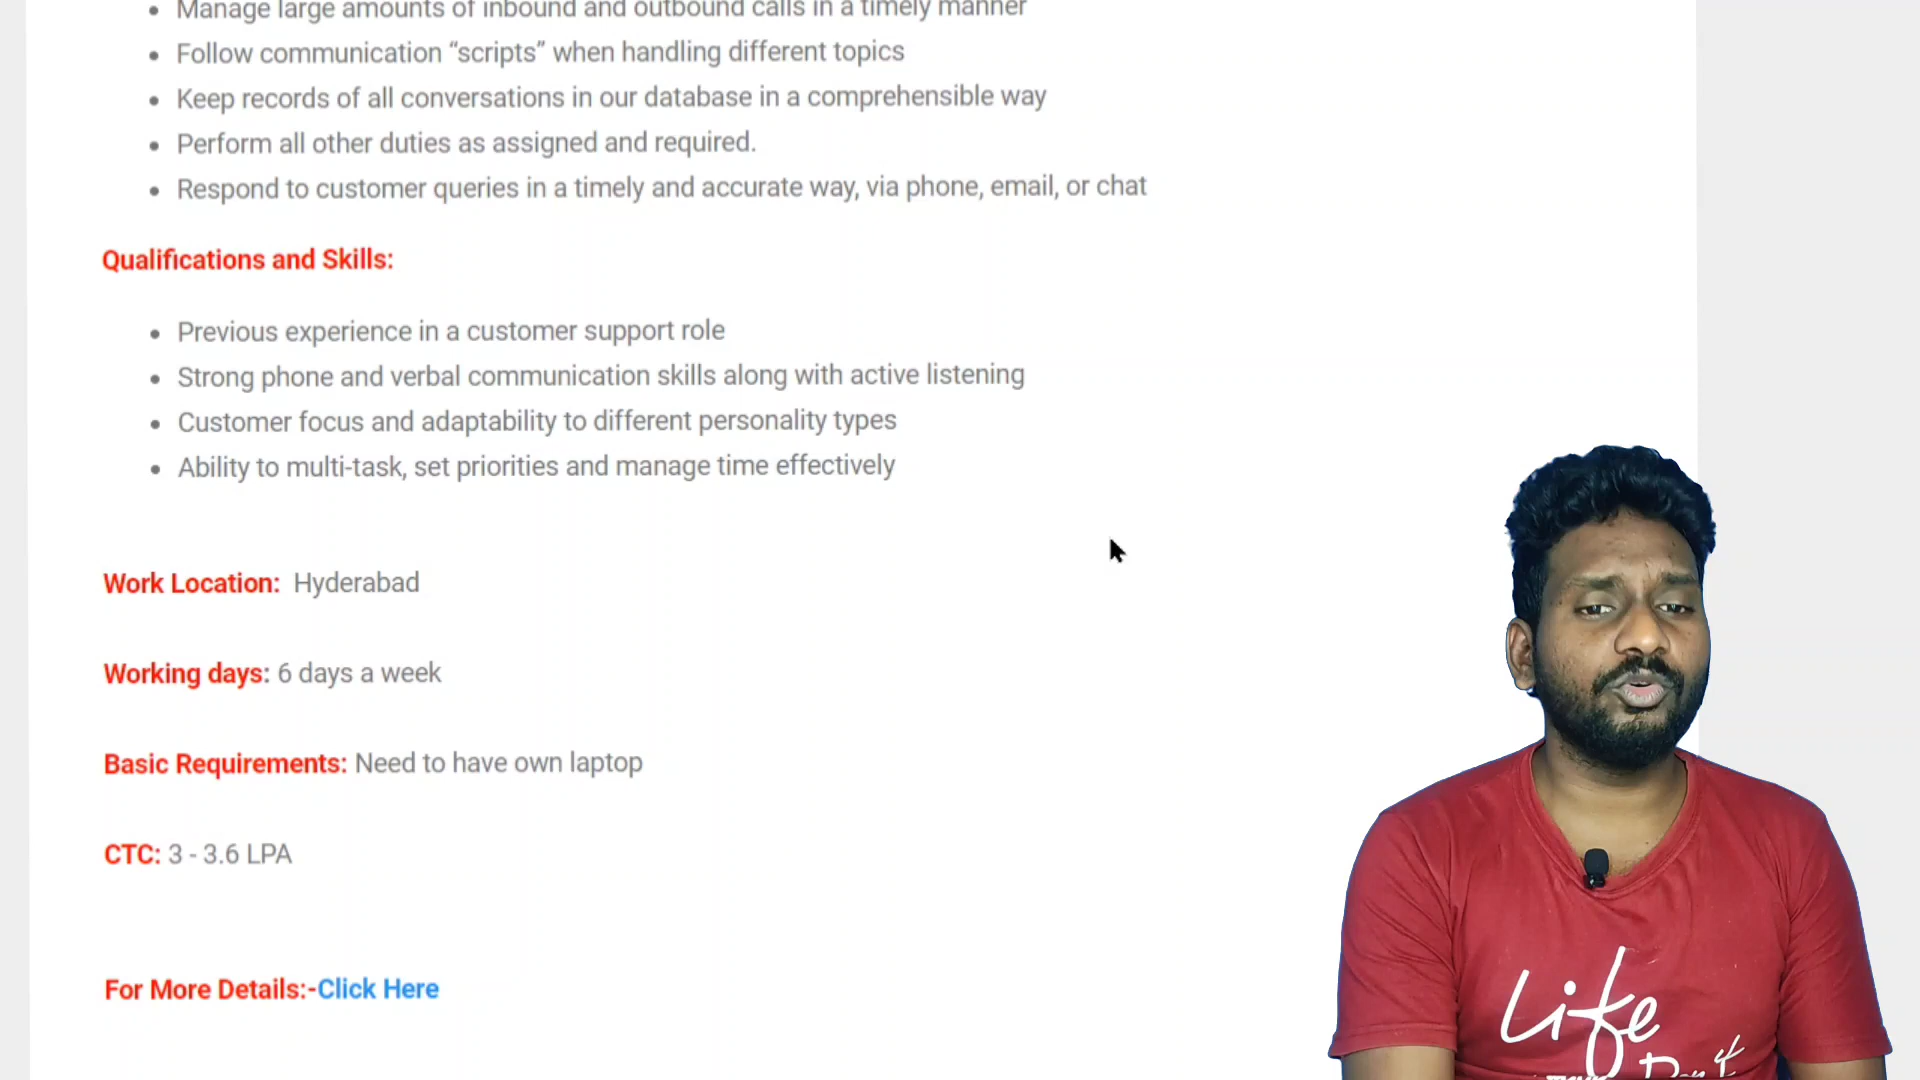 Manage large amounts of inbound and outbound calls in a timely manner
Follow communication “scripts” when handling different topics
Keep records of all conversations in our database in a comprehensible way
Perform all other duties as assigned and required.
Respond to customer queries in a timely and accurate way, via phone, email, or chat
Qualifications and Skills:
Previous experience in a customer support role
Strong phone and verbal communication skills along with active listening
Customer focus and adaptability to different personality types
Ability to multi-task, set priorities and manage time effectively
Work Location: Hyderabad
Working days: 6 days a week
Basic Requirements: Need to have own laptop
CTC: 3 - 3.6 LPA
For More Details:-Click Here
Life
Don't